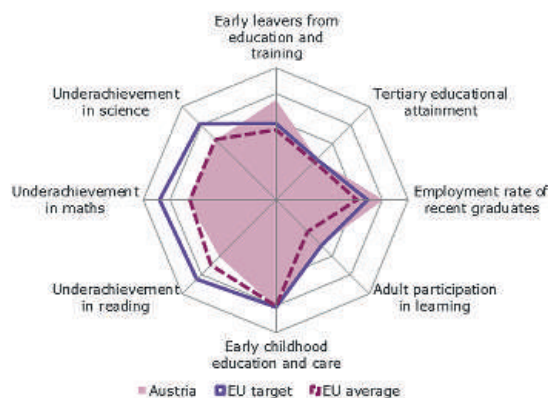 Early leavers from
education and
training
Underachievement
in science
Tertiary educational
attainment
Underachievement
in maths
Employment rate of
recent graduates
Underachievement
in reading
Adult participation
in learning
Early childhood
education and care
Austria EU target EU average